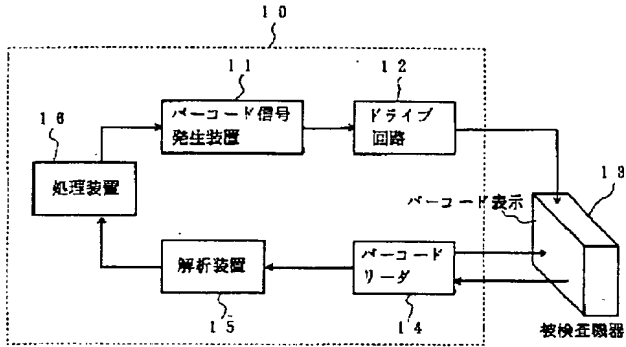 10
11
12
バーコード信号
発生装置
ドライブ
回路
16
処理装置
13
バーコード表示
解析装置
バーコード
リーダ
15
14
被検査機器